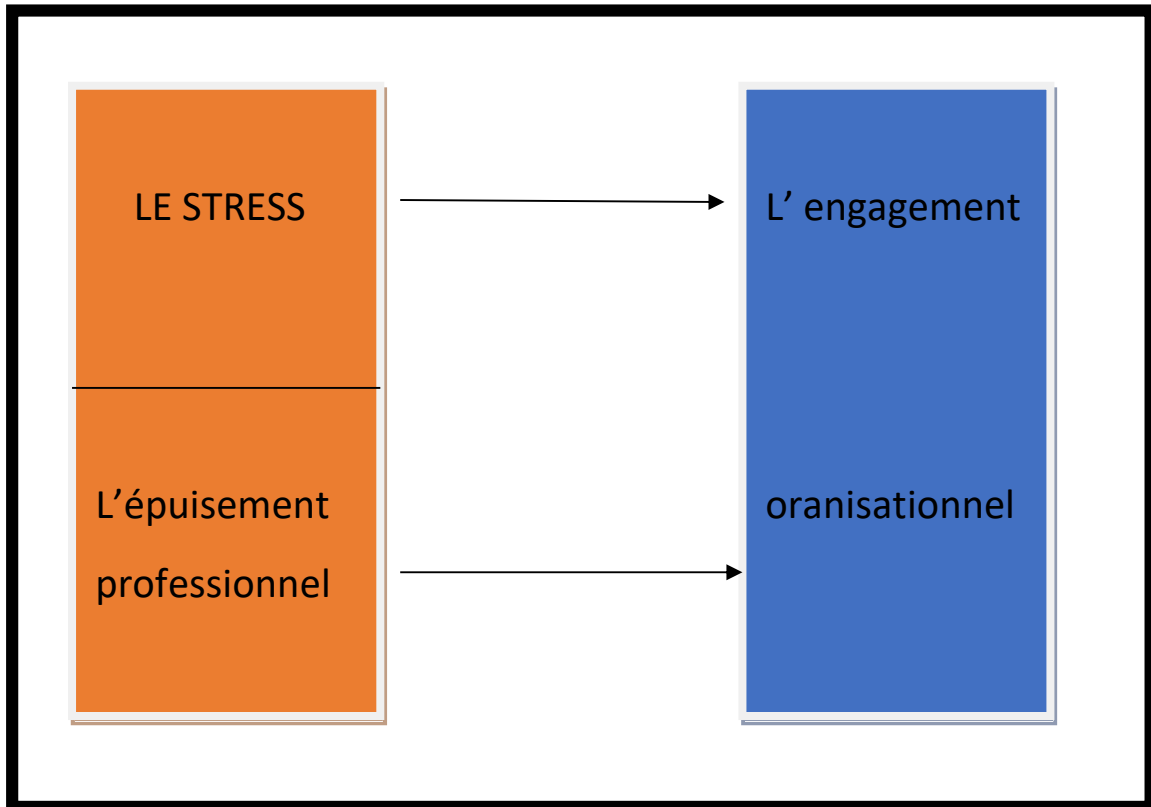 LE STRESS
L'épuisement
professionnel
L' engagement
oranisationnel